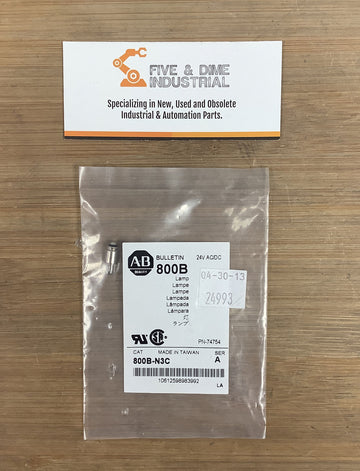 FIVE & DIME
INDUSTRIAL
Specializing in New, Used and Obsolete
Industrial & Automation Parts.
AB
BULLETIN 24V AC/DC
800B
Lamp
Lampe
Lampe
Lampada
Lámpada
Lámpara
灯
ランプ
04-30-13
24993
PN-74754
CAT MADE IN TAIWAN SER
800B-N3C A
10612598983992
LA